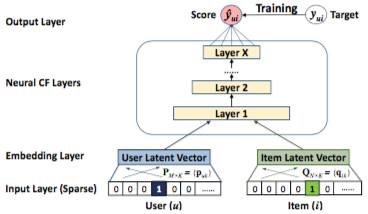 Output Layer
Score ŷui Training yui Target
Layer X
......
Neural CF Layers
Layer 2
Layer 1
Embedding Layer
User Latent Vector
Item Latent Vector
PM×K = {puk}
QN×K = {qik}
Input Layer (Sparse)
0 0 0 1 0 0 ......
0 0 0 0 1 0 ......
User (u)
Item (i)